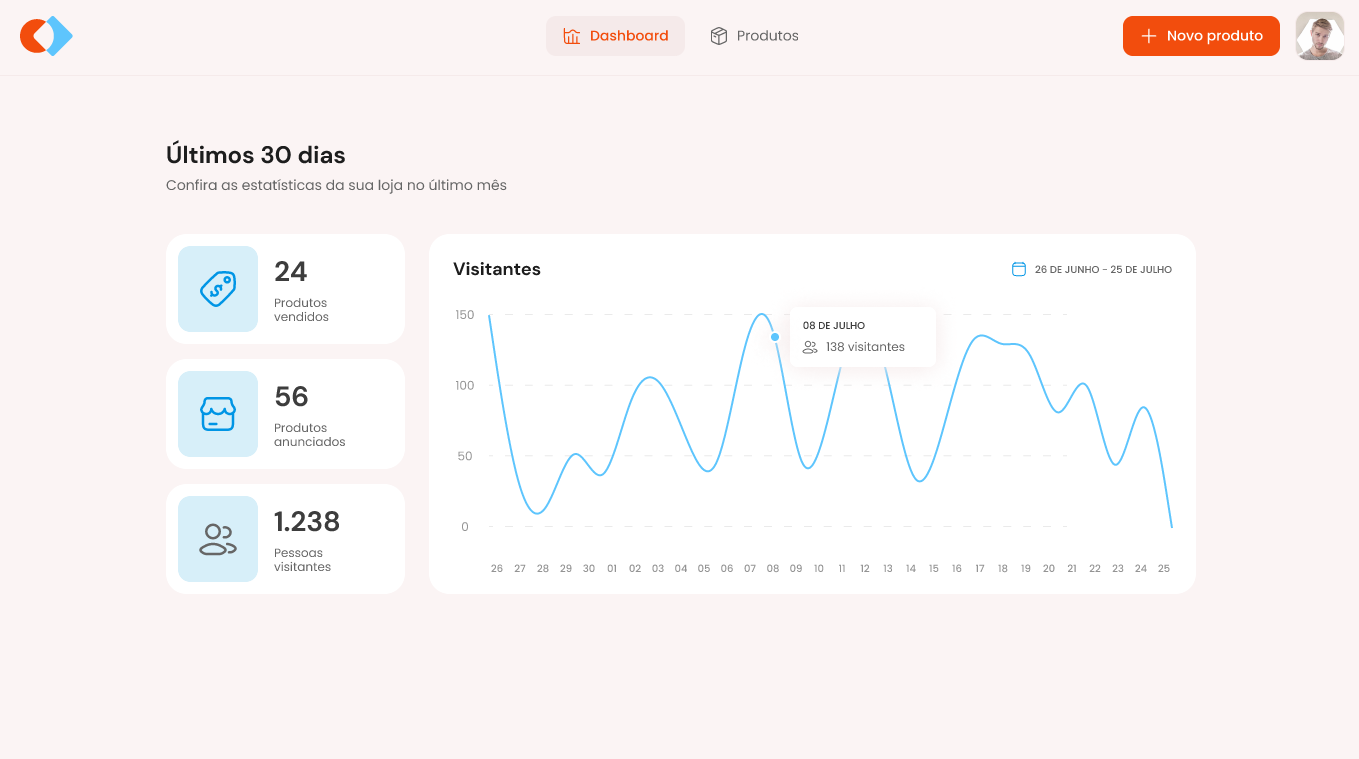 Dashboard
Produtos
Novo produto
Últimos 30 dias
Confira as estatísticas da sua loja no último mês
24
Produtos
vendidos
56
Produtos
anunciados
1.238
Pessoas
visitantes
Visitantes
26 DE JUNHO - 25 DE JULHO
150
100
50
0
08 DE JULHO
138 visitantes
26 27 28 29 30 01 02 03 04 05 06 07 08 09 10 11 12 13 14 15 16 17 18 19 20 21 22 23 24 25